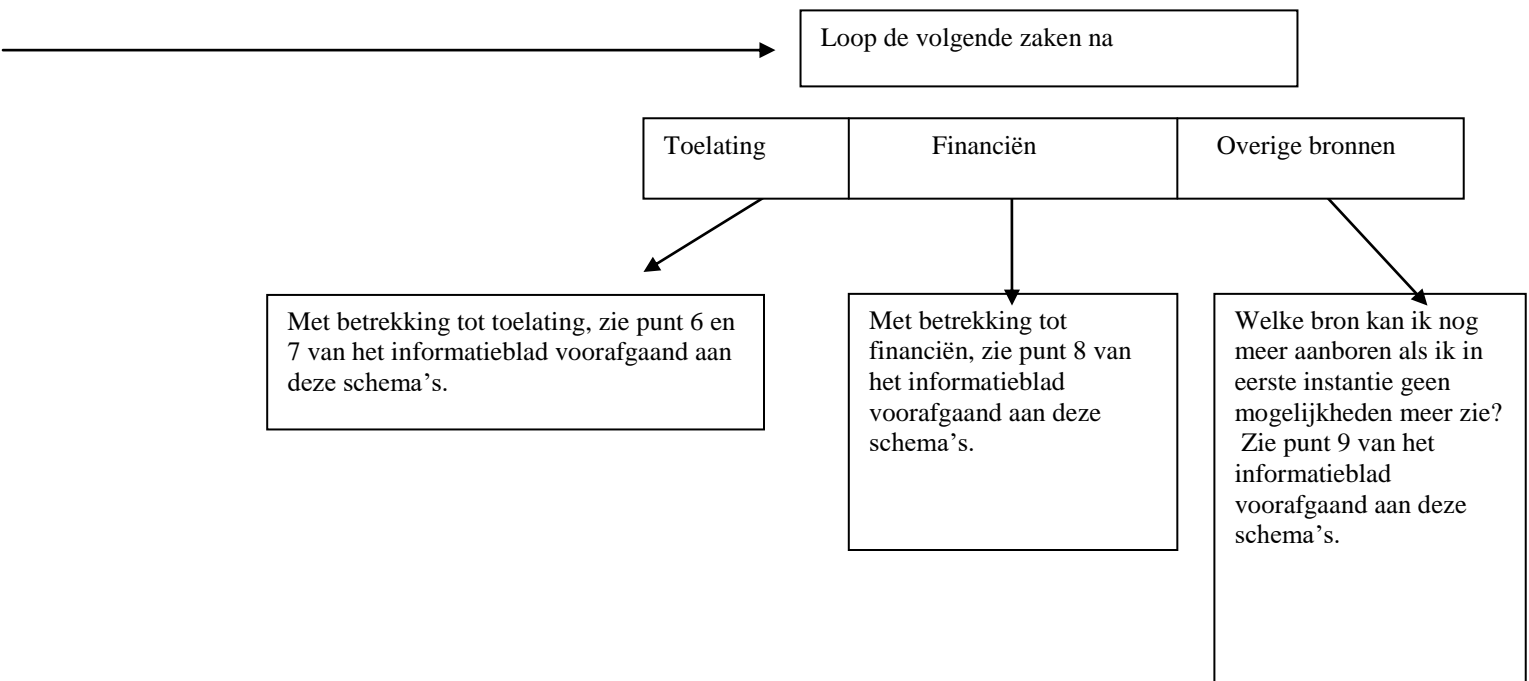 Loop de volgende zaken na
Toelating
Financiën
Overige bronnen
Met betrekking tot toelating, zie punt 6 en
7 van het informatieblad voorafgaand aan
deze schema’s.
Met betrekking tot
financiën, zie punt 8 van
het informatieblad
voorafgaand aan deze
schema’s.
Welke bron kan ik nog
meer aanboren als ik in
eerste instantie geen
mogelijkheden meer zie?
Zie punt 9 van het
informatieblad
voorafgaand aan deze
schema’s.